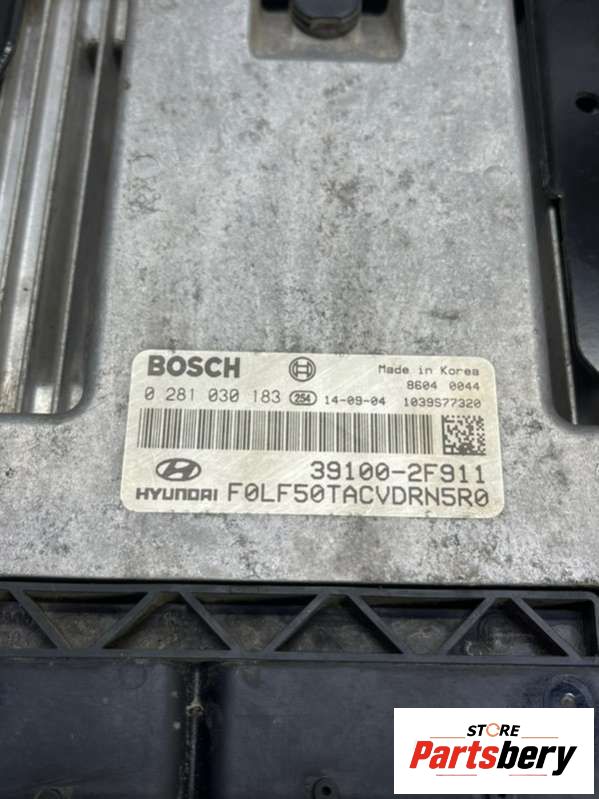 BOSCH Made in Korea
8604 0044
0 281 030 183 254 14-09-04 1039S77320
39100-2F911
HYUNDAI F0LF50TACVDRN5R0
STORE
Partsbery